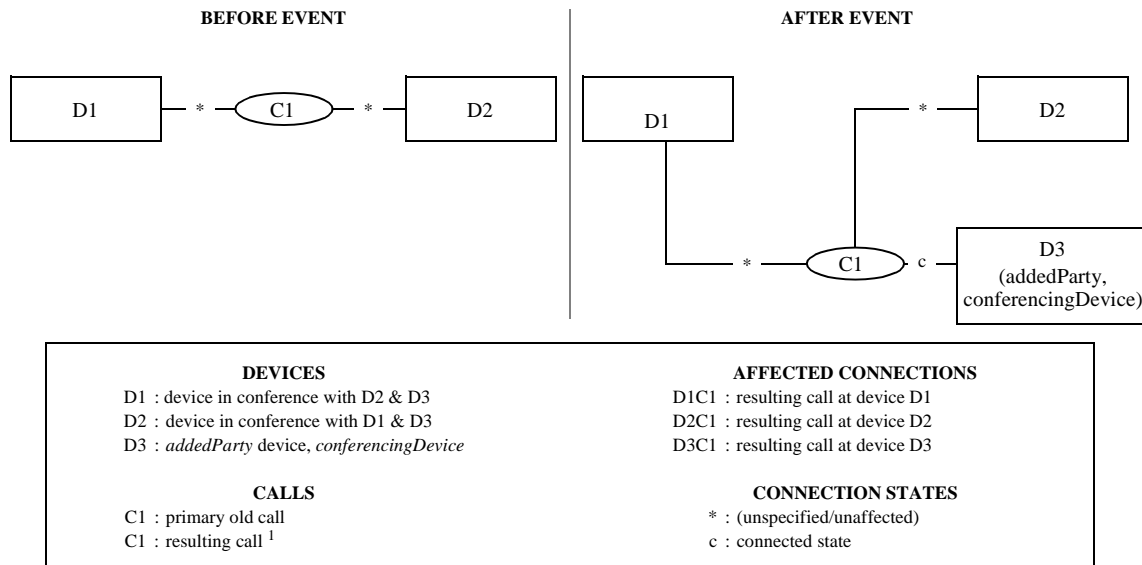 BEFORE EVENT
AFTER EVENT
D1 * C1 * D2
D1
* D2
* C1 c D3
(addedParty,
conferencingDevice)
DEVICES
D1 : device in conference with D2 & D3
D2 : device in conference with D1 & D3
D3 : addedParty device, conferencingDevice
CALLS
C1 : primary old call
C1 : resulting call 1
AFFECTED CONNECTIONS
D1C1 : resulting call at device D1
D2C1 : resulting call at device D2
D3C1 : resulting call at device D3
CONNECTION STATES
* : (unspecified/unaffected)
c : connected state